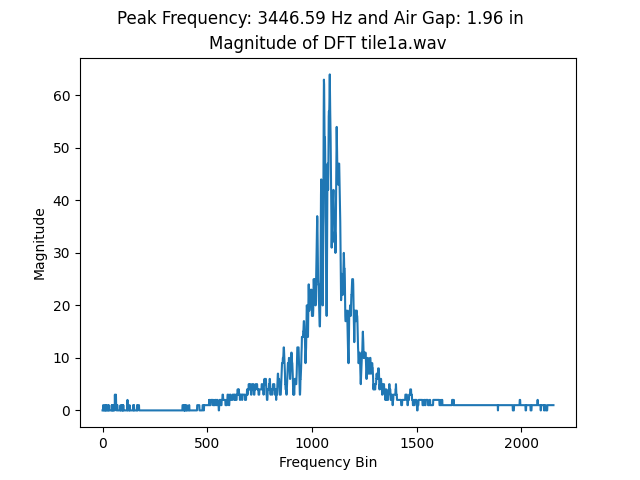 Peak Frequency: 3446.59 Hz and Air Gap: 1.96 in
Magnitude of DFT tile1a.wav
60
50
40
30
20
10
0
Magnitude
0 500 1000 1500 2000
Frequency Bin